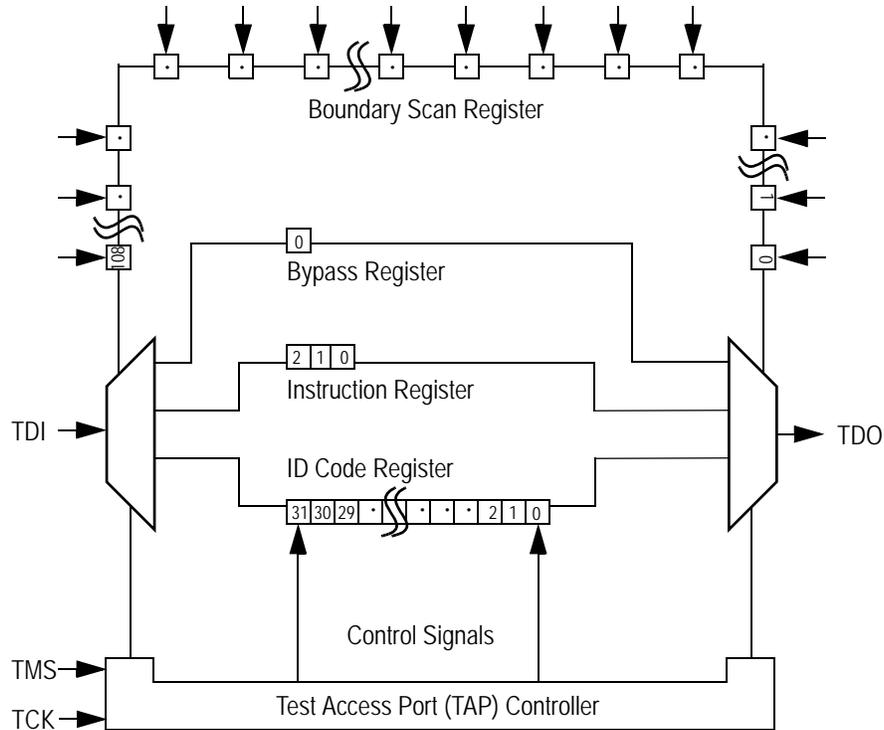 Boundary Scan Register
1
108
0
0
Bypass Register
2 1 0
Instruction Register
TDI
TDO
ID Code Register
31 30 29 · · · · 2 1 0
Control Signals
TMS
Test Access Port (TAP) Controller
TCK